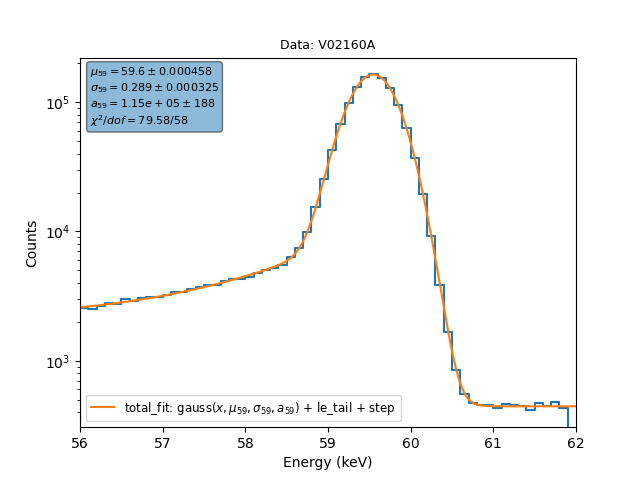 Data: V02160A
μ₅₉ = 59.6 ± 0.000458
σ₅₉ = 0.289 ± 0.000325
a₅₉ = 1.15e + 05 ± 188
χ²/dof = 79.58/58
10⁵
10⁴
10³
Counts
total_fit: gauss(x, μ₅₉, σ₅₉, a₅₉) + le_tail + step
56 57 58 59 60 61 62
Energy (keV)